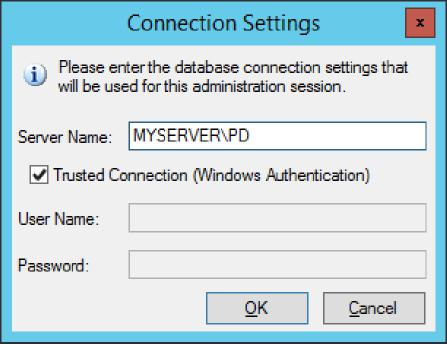 Connection Settings
x
Please enter the database connection settings that
will be used for this administration session.
Server Name: MYSERVER\PD
Trusted Connection (Windows Authentication)
User Name:
Password:
OK Cancel